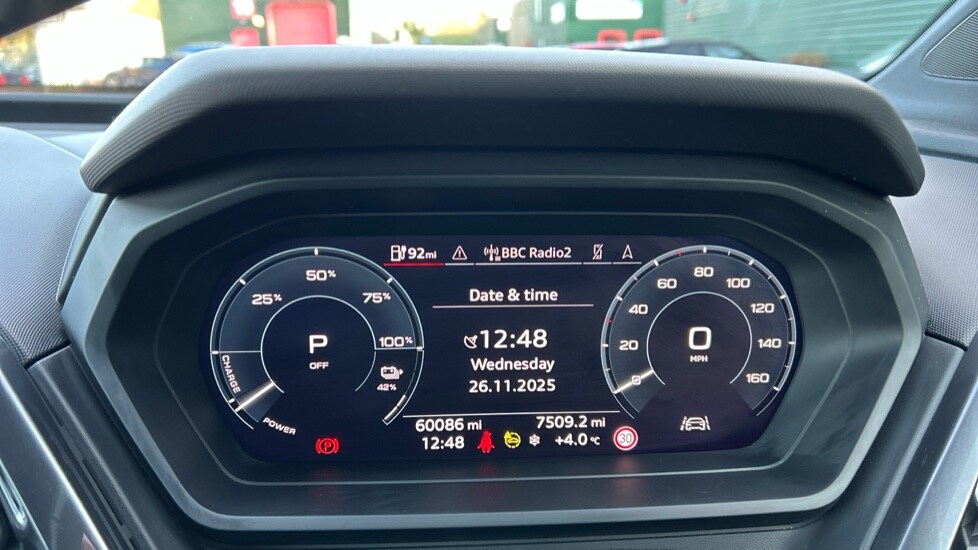 92mi BBC Radio2
50%
25% 75%
100%
P
OFF
CHARGE
POWER
42%
Date & time
12:48
Wednesday
26.11.2025
60086 mi 7509.2 mi
12:48 +4.0 °C
(P)
30
80
60 100
40 120
20 140
0 160
0
MPH